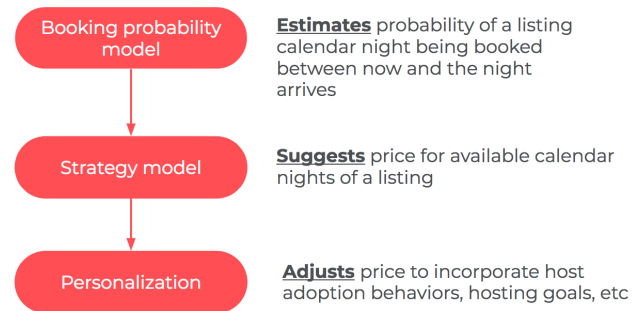 Booking probability
model
Estimates probability of a listing
calendar night being booked
between now and the night
arrives
Strategy model
Suggests price for available calendar
nights of a listing
Personalization
Adjusts price to incorporate host
adoption behaviors, hosting goals, etc